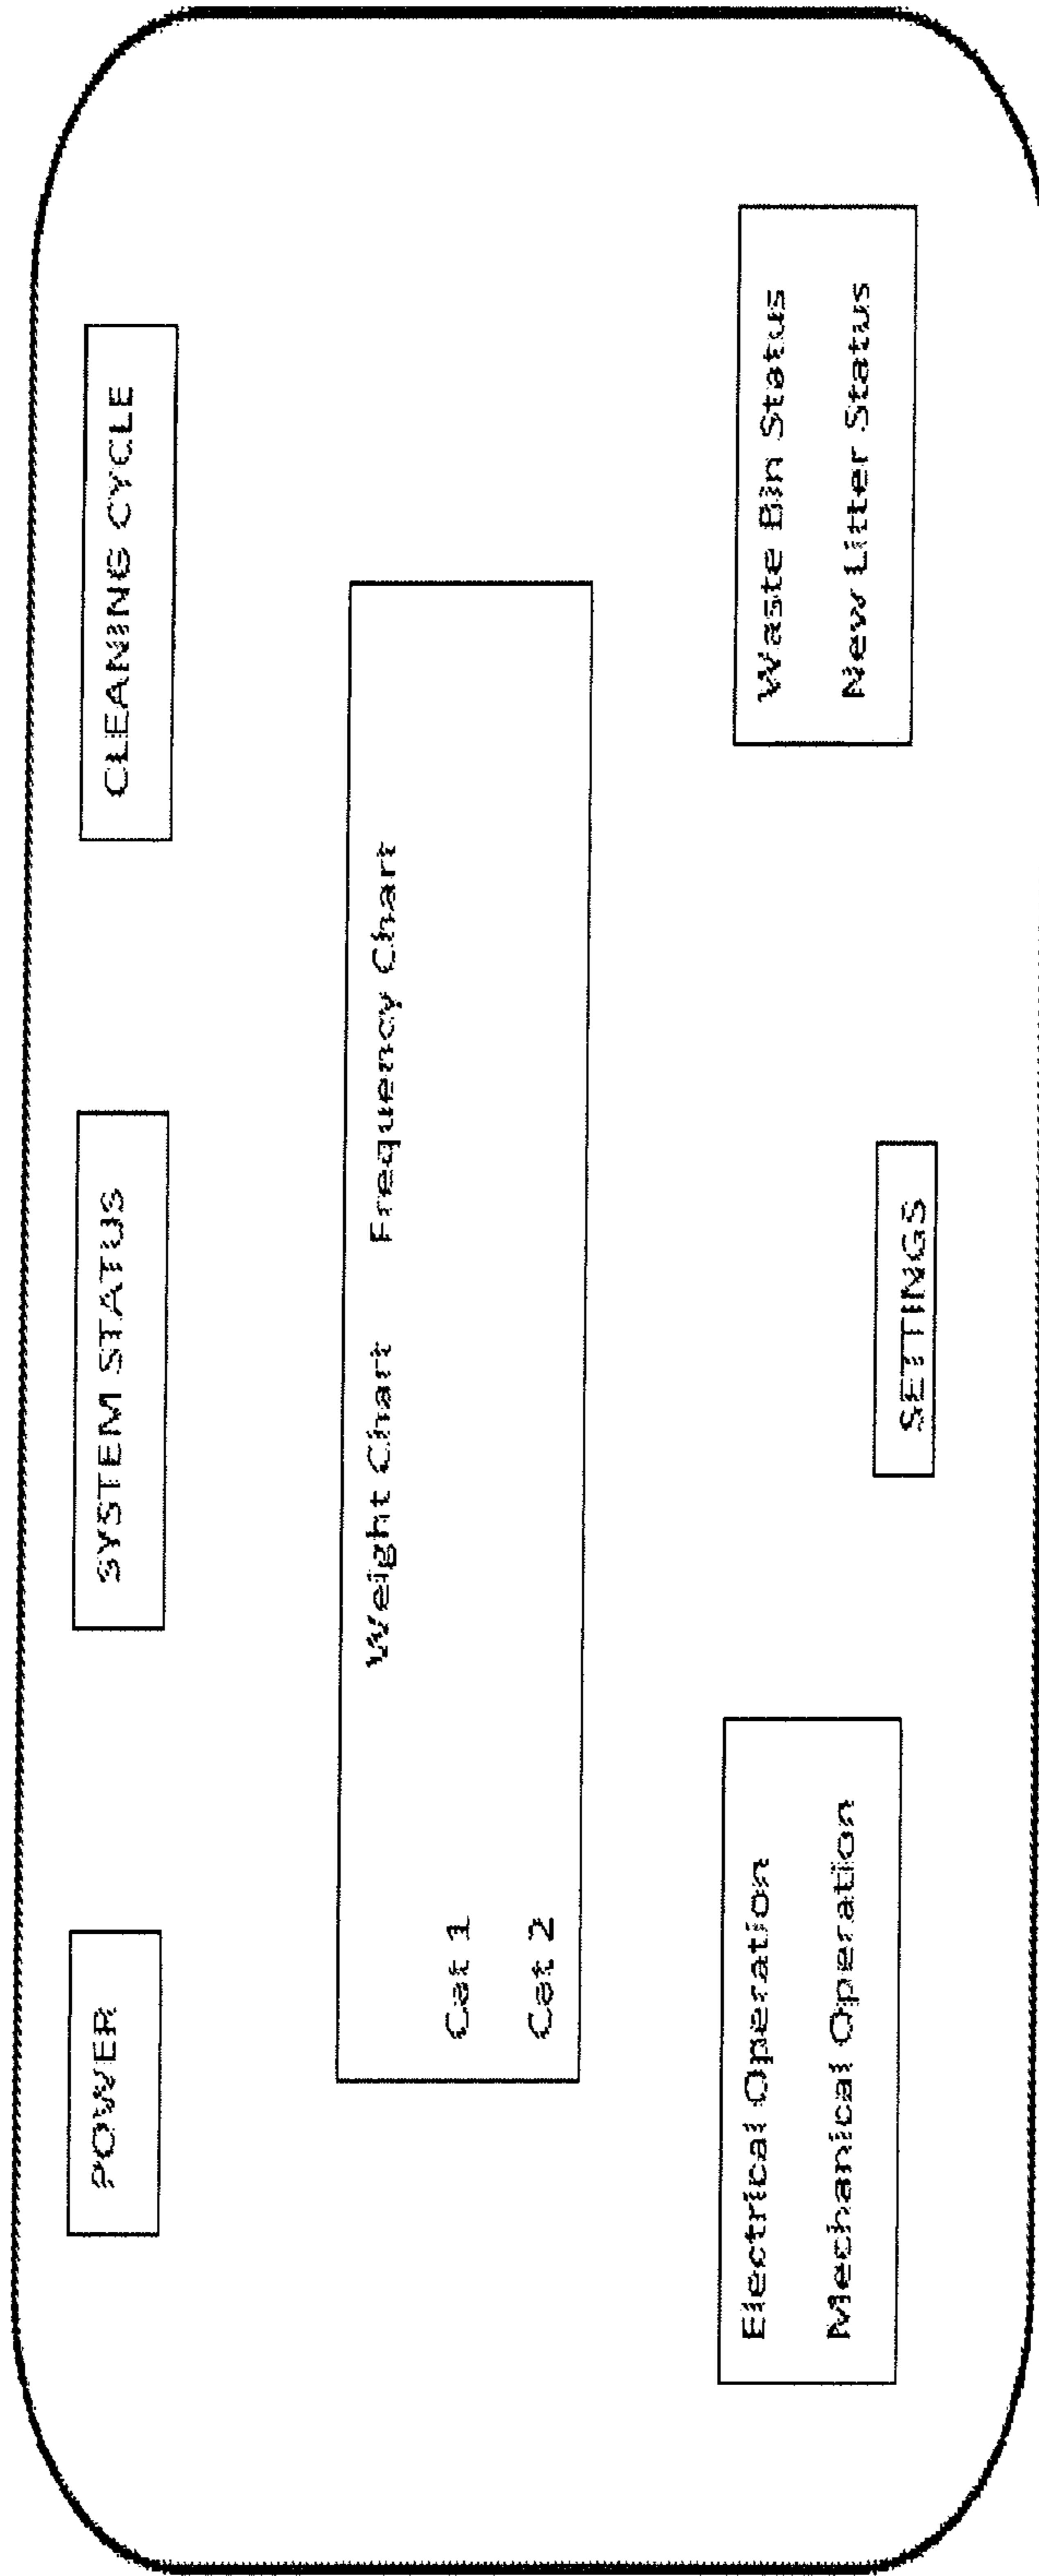 POWER
SYSTEM STATUS
CLEANING CYCLE
Weight Chart Frequency Chart
Cat 1
Cat 2
Electrical Operation
Mechanical Operation
SETTINGS
Waste Bin Status
New Litter Status